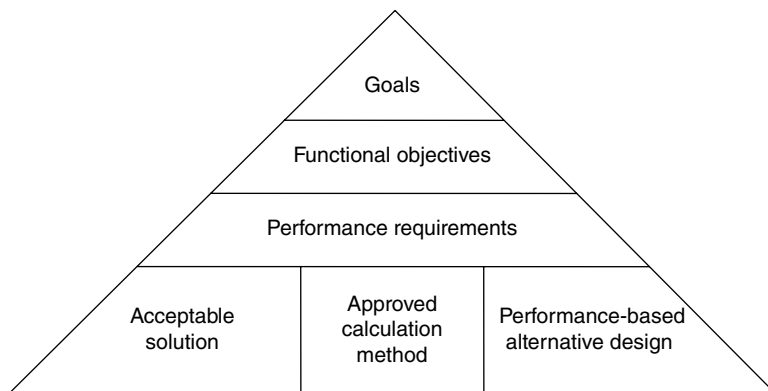 Goals
Functional objectives
Performance requirements
Acceptable
solution
Approved
calculation
method
Performance-based
alternative design